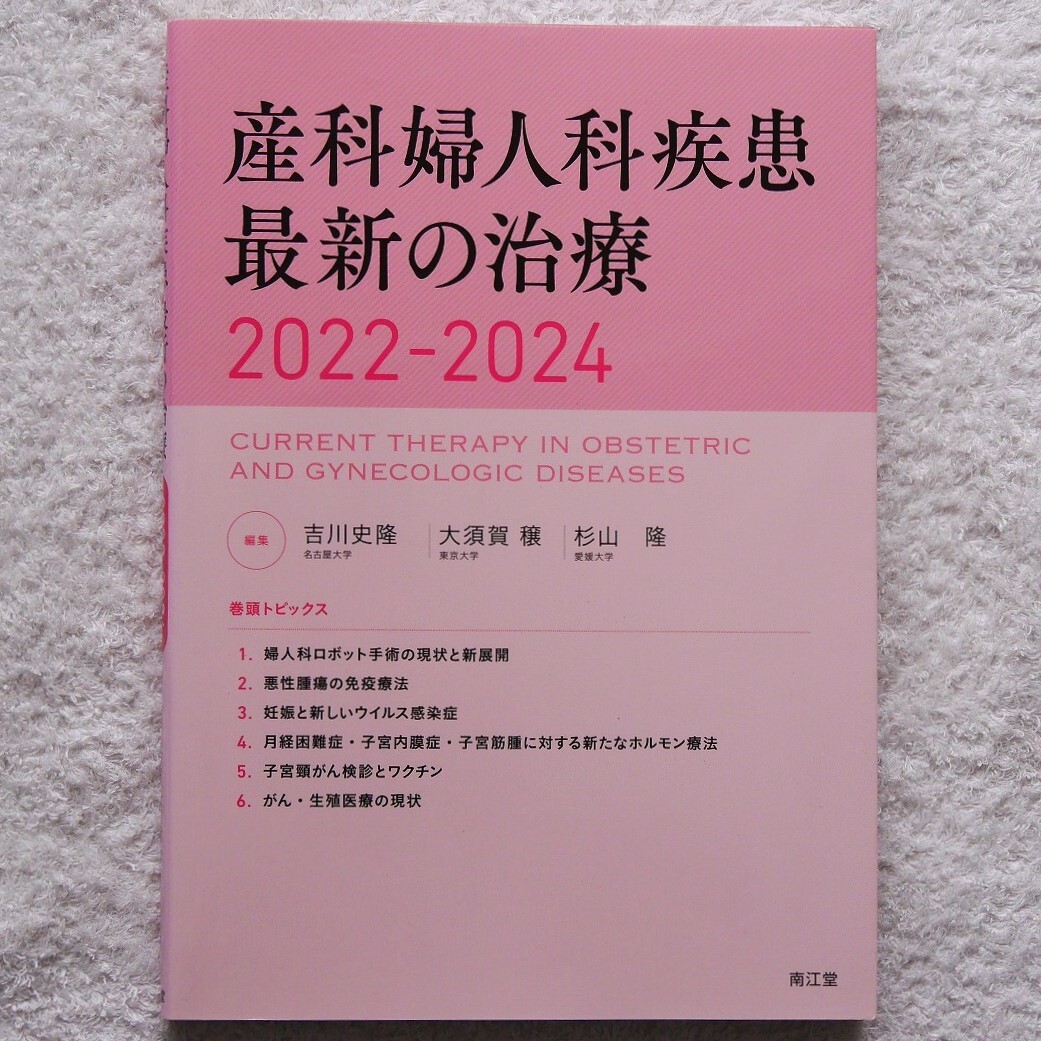 産科婦人科疾患
最新の治療
2022-2024
CURRENT THERAPY IN OBSTETRIC
AND GYNECOLOGIC DISEASES
編集
吉川史隆 大須賀 穣 杉山 隆
名古屋大学 東京大学 愛媛大学
巻頭トピックス
1. 婦人科ロボット手術の現状と新展開
2. 悪性腫瘍の免疫療法
3. 妊娠と新しいウイルス感染症
4. 月経困難症・子宮内膜症・子宮筋腫に対する新たなホルモン療法
5. 子宮頸がん検診とワクチン
6. がん・生殖医療の現状
南江堂